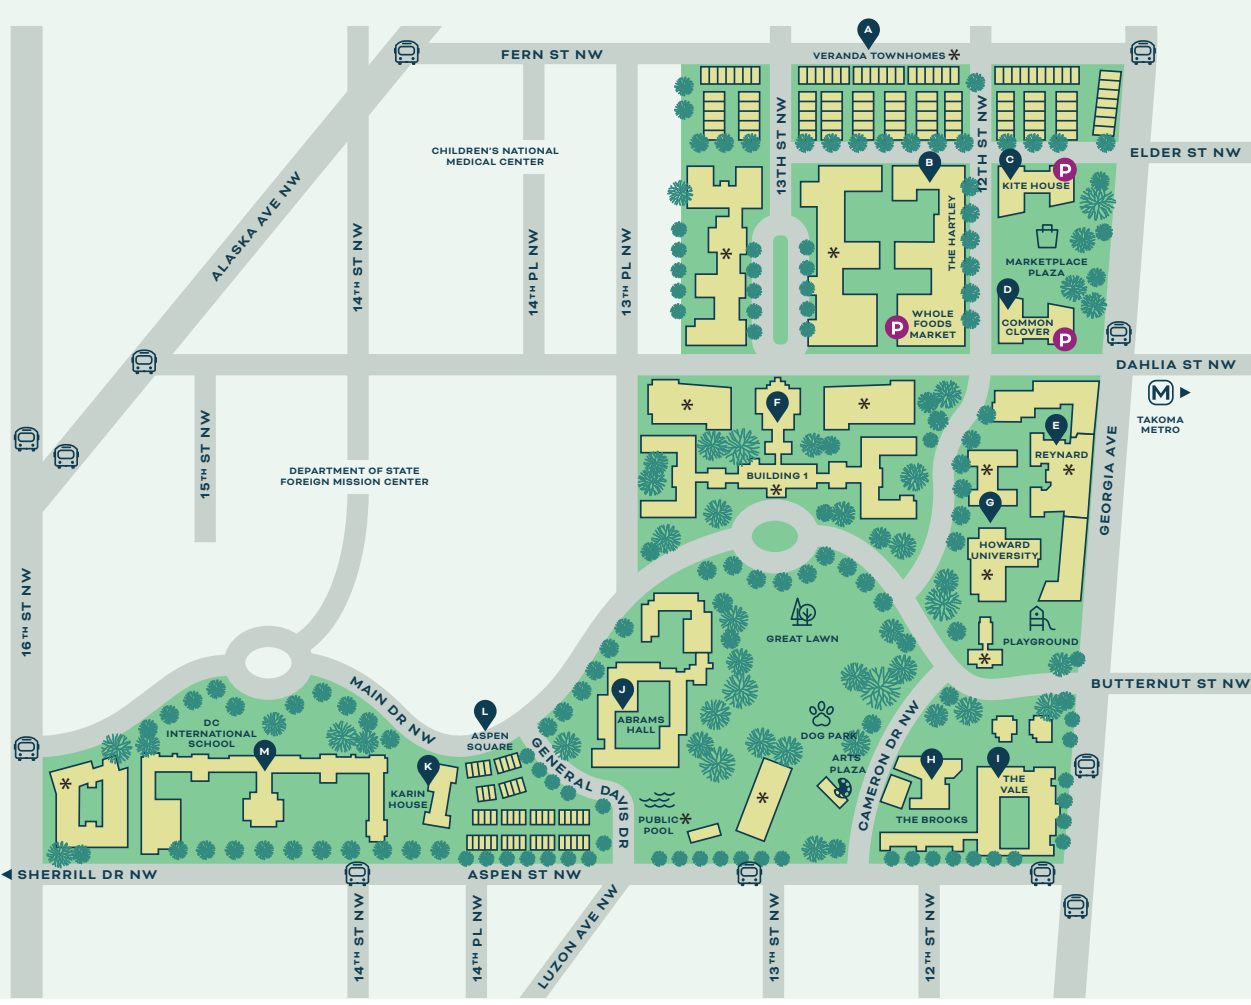 A
FERN ST NW
VERANDA TOWNHOMES *
13TH ST NW
12TH ST NW
CHILDREN'S NATIONAL
MEDICAL CENTER
ELDER ST NW
B
C
P
KITE HOUSE
THE HARTLEY
ALASKA AVE NW
14TH ST NW
14TH PL NW
13TH PL NW
*
*
MARKETPLACE
PLAZA
D
P
WHOLE
FOODS
MARKET
COMMON
CLOVER
P
DAHLIA ST NW
M
TAKOMA
METRO
15TH ST NW
*
F
*
E
REYNARD
*
*
GEORGIA AVE
DEPARTMENT OF STATE
FOREIGN MISSION CENTER
BUILDING 1
*
G
HOWARD
UNIVERSITY
*
16TH ST NW
GREAT LAWN
PLAYGROUND
*
BUTTERNUT ST NW
MAIN DR NW
J
ABRAMS
HALL
L
ASPEN
SQUARE
DC
INTERNATIONAL
SCHOOL
M
DOG PARK
ARTS
PLAZA
CAMERON DR NW
GENERAL DAVIS DR
K
KARIN
HOUSE
H
I
THE
VALE
THE BROOKS
*
*
PUBLIC*
POOL
SHERRILL DR NW
ASPEN ST NW
14TH ST NW
14TH PL NW
LUZON AVE NW
13TH ST NW
12TH ST NW